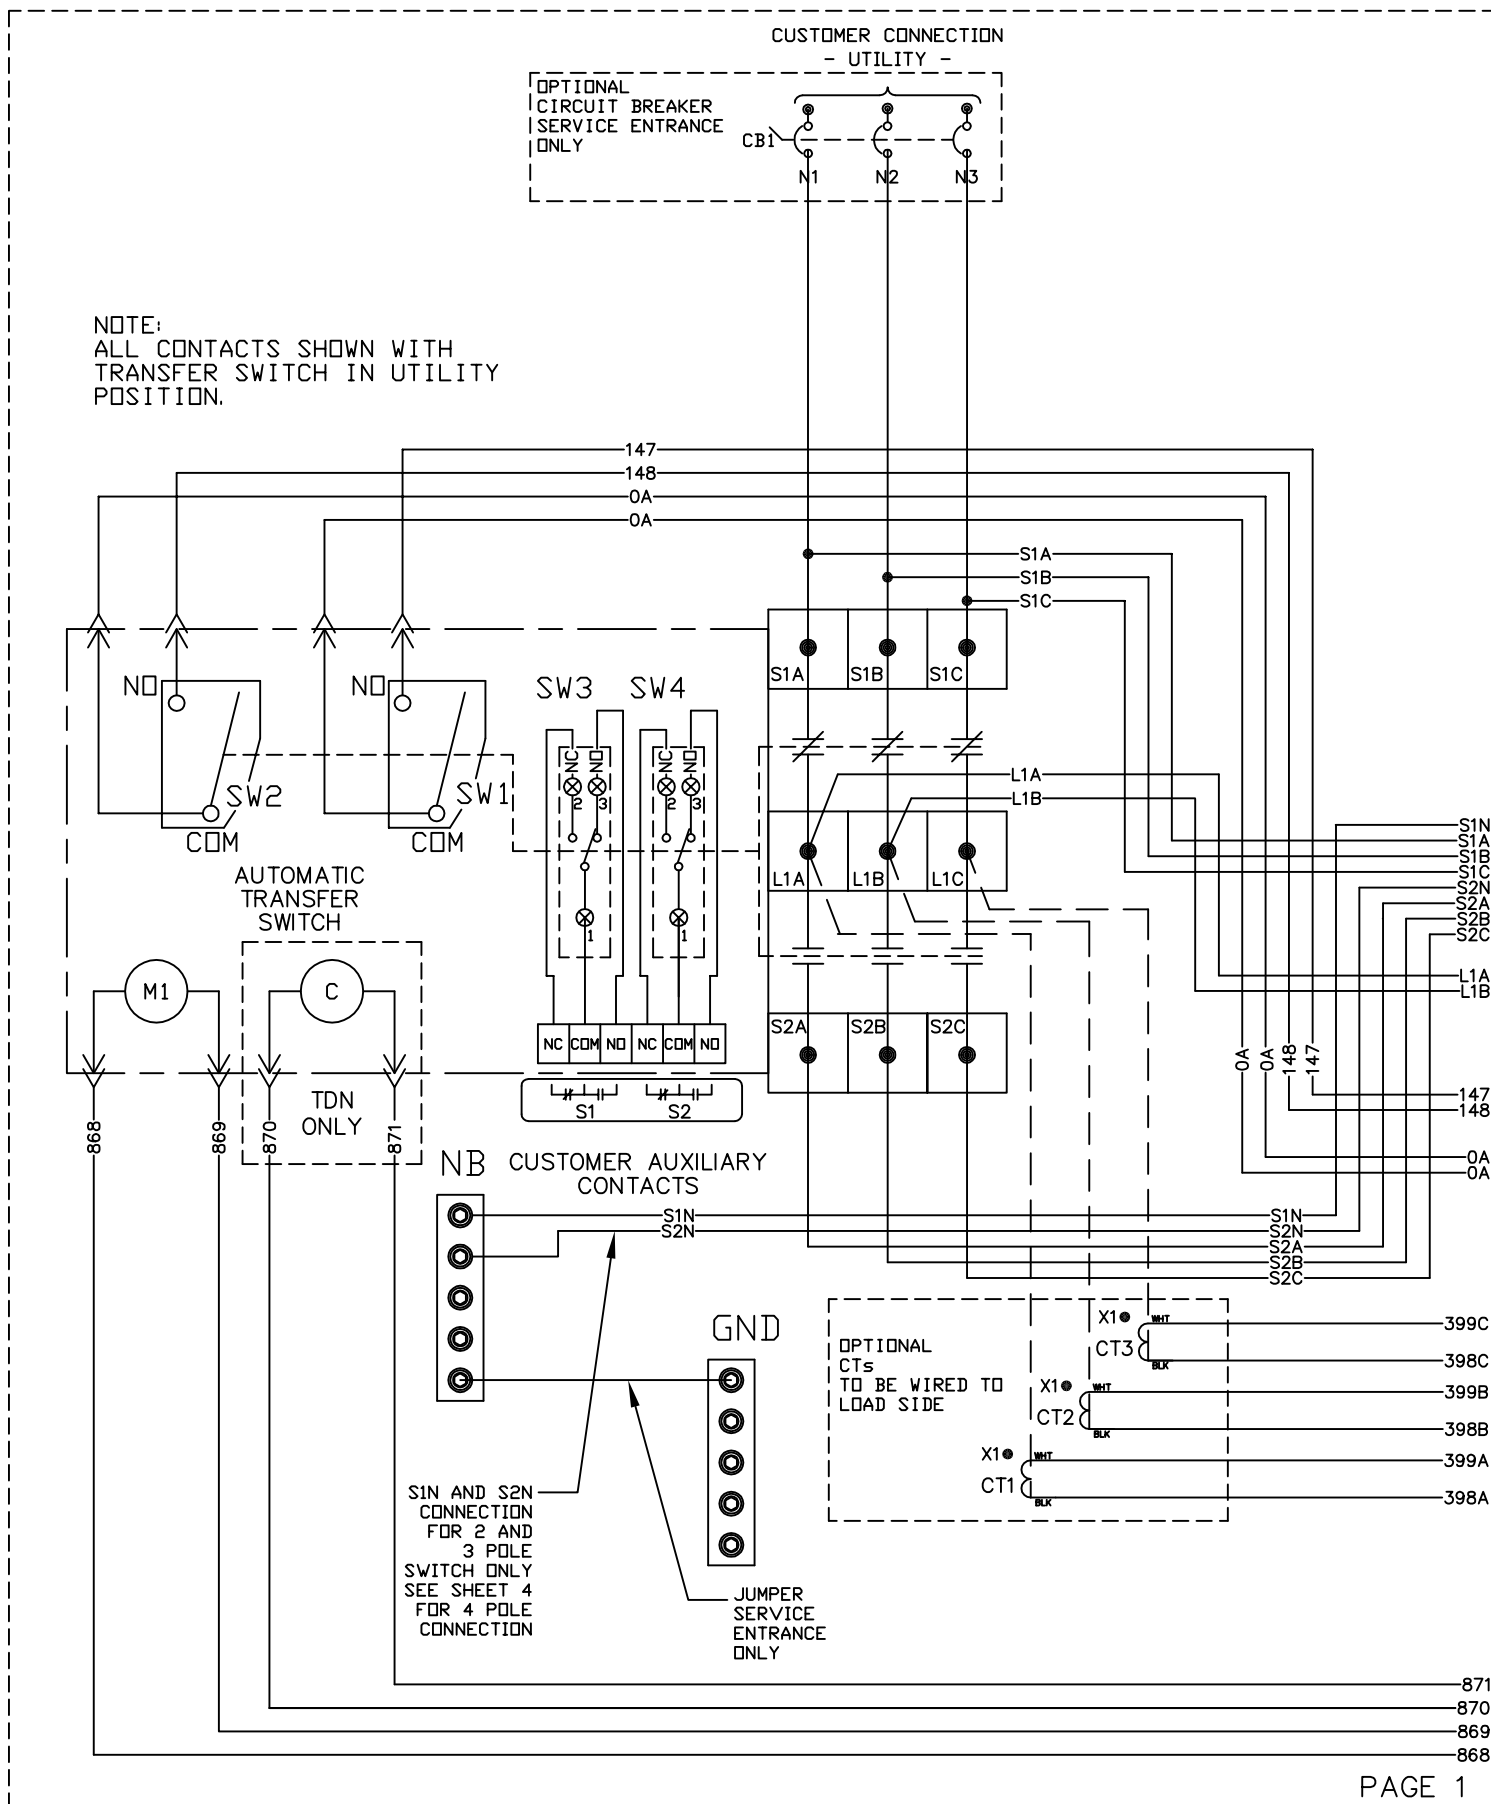 CUSTOMER CONNECTION
- UTILITY -
OPTIONAL
CIRCUIT BREAKER
SERVICE ENTRANCE
ONLY
CB1
N1
N2
N3
NOTE:
ALL CONTACTS SHOWN WITH
TRANSFER SWITCH IN UTILITY
POSITION.
147
148
0A
0A
S1A
S1B
S1C
S1A
S1B
S1C
NO
NO
SW3
SW4
NC
NO
NC
NO
2
3
2
3
SW2
SW1
COM
COM
L1A
L1B
L1A
L1B
L1C
S1N
S1A
S1B
S1C
S2N
S2A
S2B
S2C
L1A
L1B
AUTOMATIC
TRANSFER
SWITCH
1
1
M1
C
NC
COM
NO
NC
COM
NO
S2A
S2B
S2C
0A
0A
148
147
147
148
0A
0A
S1
S2
TDN
ONLY
868
869
870
871
NB
CUSTOMER AUXILIARY
CONTACTS
S1N
S2N
S1N
S2N
S2A
S2B
S2C
GND
OPTIONAL
CTs
TO BE WIRED TO
LOAD SIDE
X1
WHT
CT3
BLK
399C
398C
X1
WHT
CT2
BLK
399B
398B
X1
WHT
CT1
BLK
399A
398A
S1N AND S2N
CONNECTION
FOR 2 AND
3 POLE
SWITCH ONLY
SEE SHEET 4
FOR 4 POLE
CONNECTION
JUMPER
SERVICE
ENTRANCE
ONLY
871
870
869
868
PAGE 1